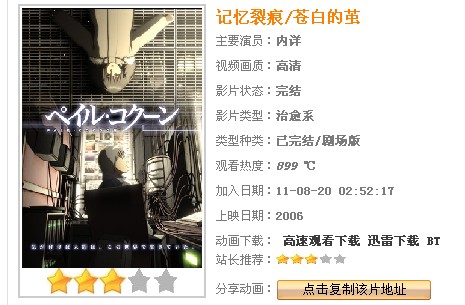 记忆裂痕/苍白的茧
主要演员：内详
视频画质：高清
影片状态：完结
影片类型：治愈系
类型种类：已完结/剧场版
观看热度：099 ℃
加入日期：11-08-20 02:52:17
上映日期：2006
动画下载： 高速观看下载 迅雷下载 BT
站长推荐：
分享动画： 点击复制该片地址
ペイル・コクーン